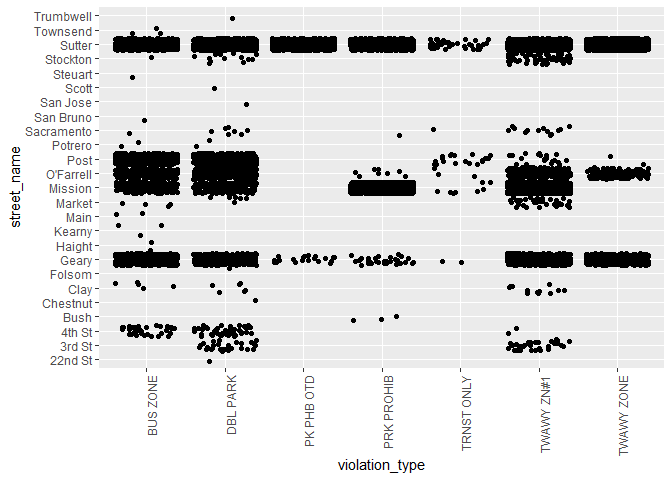 Trumbwell
Townsend
Sutter
Stockton
Steuart
Scott
San Jose
San Bruno
Sacramento
Potrero
Post
O'Farrell
Mission
Market
Main
Kearny
Haight
Geary
Folsom
Clay
Chestnut
Bush
4th St
3rd St
22nd St
street_name
BUS ZONE
DBL PARK
PK PHB OTD
PRK PROHIB
TRNST ONLY
TWAWY ZN#1
TWAWY ZONE
violation_type